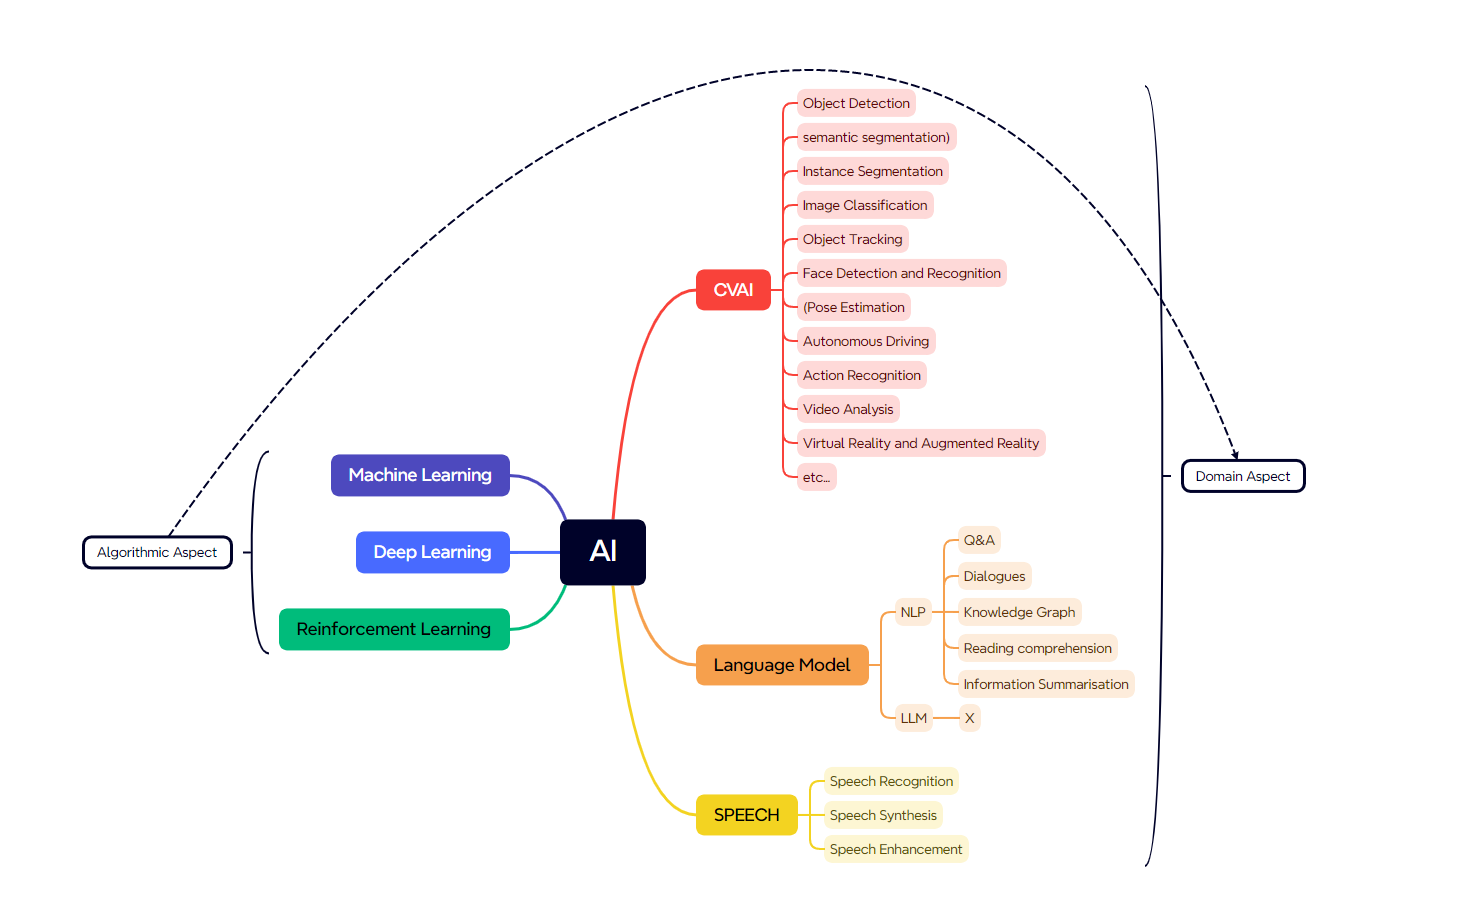 Object Detection
semantic segmentation)
Instance Segmentation
Image Classification
Object Tracking
Face Detection and Recognition
CVAI
(Pose Estimation
Autonomous Driving
Action Recognition
Video Analysis
Virtual Reality and Augmented Reality
etc...
Machine Learning
Domain Aspect
Algorithmic Aspect
Deep Learning
AI
Reinforcement Learning
Q&A
Dialogues
NLP
Knowledge Graph
Reading comprehension
Language Model
Information Summarisation
LLM
X
Speech Recognition
SPEECH
Speech Synthesis
Speech Enhancement